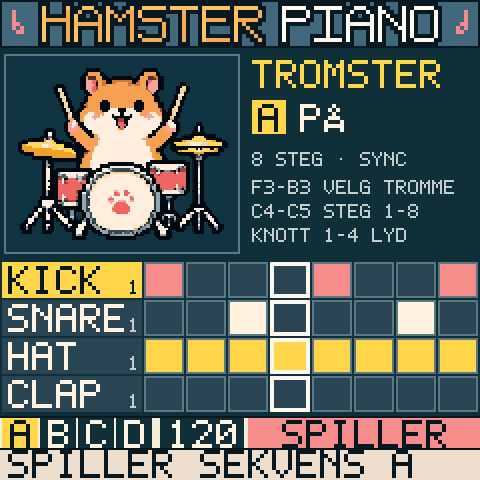 HAMSTER PIANO
TROMSTER
A PÅ
8 STEG · SYNC
F3-B3 VELG TROMME
C4-C5 STEG 1-8
KNOTT 1-4 LYD
KICK 1
SNARE 1
HAT 1
CLAP 1
A B C D 120 SPILLER
SPILLER SEKVENS A